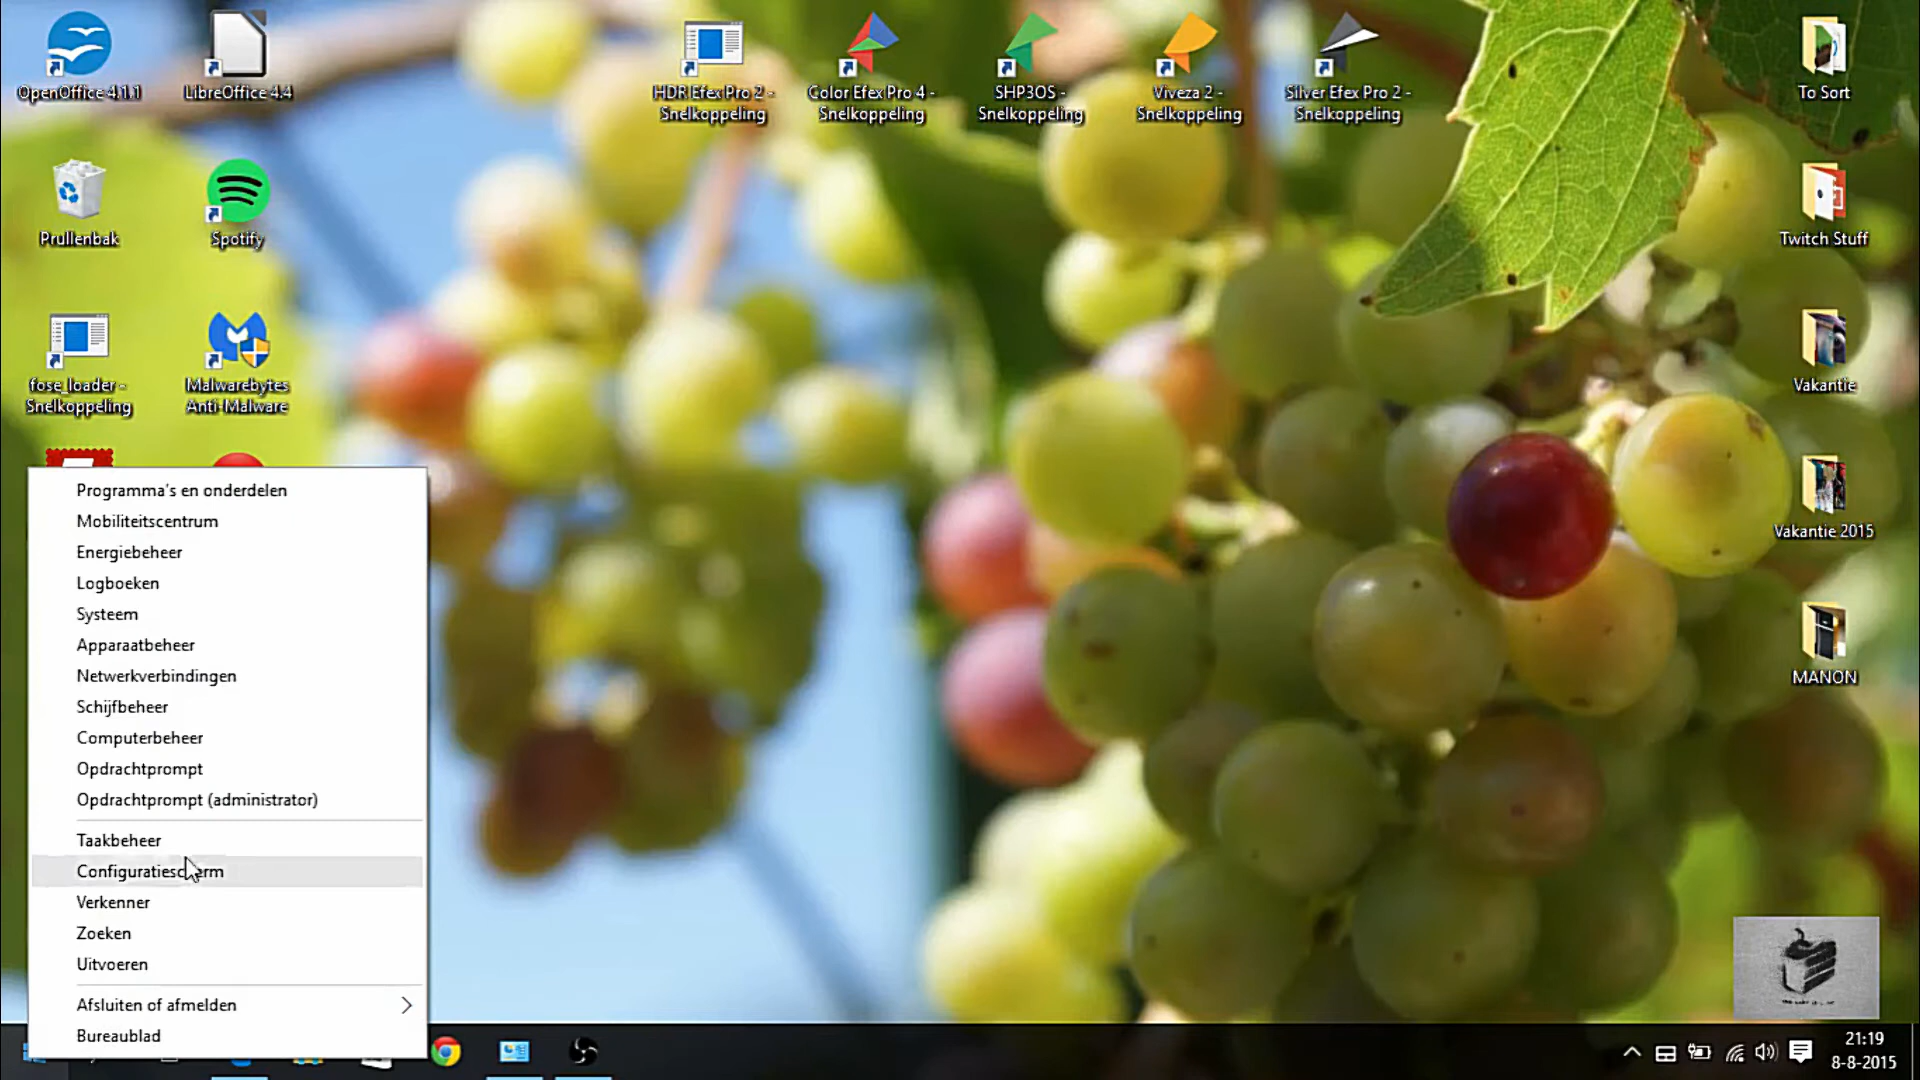 OpenOffice 4.1.1
LibreOffice 4.4
HDR Efex Pro 2 -
Snelkoppeling
Color Efex Pro 4 -
Snelkoppeling
SHP3OS -
Snelkoppeling
Viveza 2 -
Snelkoppeling
Silver Efex Pro 2 -
Snelkoppeling
To Sort
Prullenbak
Spotify
Twitch Stuff
fose_loader -
Snelkoppeling
Malwarebytes
Anti-Malware
Vakantie
Vakantie 2015
MANON
Programma's en onderdelen
Mobiliteitscentrum
Energiebeheer
Logboeken
Systeem
Apparaatbeheer
Netwerkverbindingen
Schijfbeheer
Computerbeheer
Opdrachtprompt
Opdrachtprompt (administrator)
Taakbeheer
Configuratiescherm
Verkenner
Zoeken
Uitvoeren
Afsluiten of afmelden
Bureaublad
21:19
8-8-2015